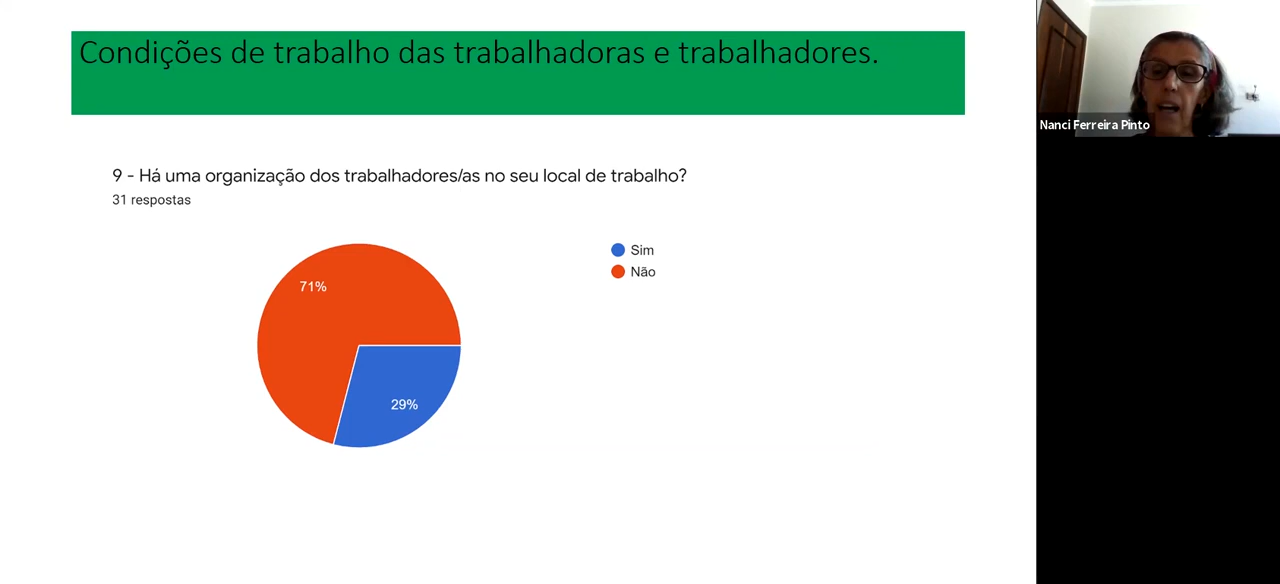 Condições de trabalho das trabalhadoras e trabalhadores.
9 - Há uma organização dos trabalhadores/as no seu local de trabalho?
31 respostas
Sim
Não
71%
29%
Nanci Ferreira Pinto